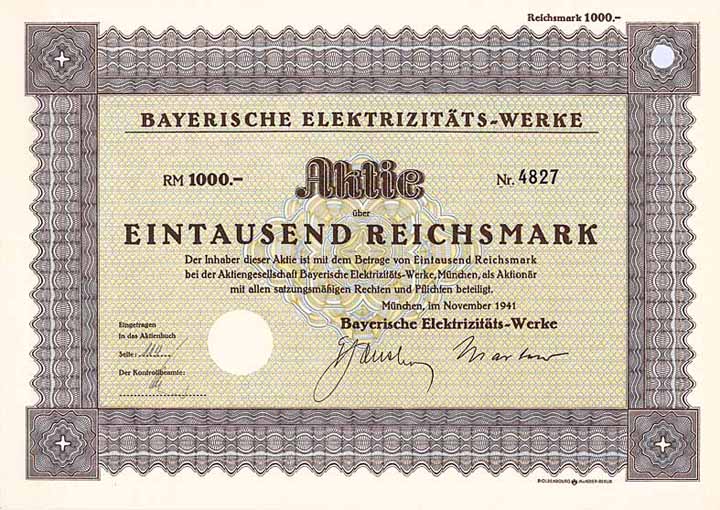 Reichsmark 1000.-
BAYERISCHE ELEKTRIZITÄTS-WERKE
RM 1000.-
Aktie
Nr. 4827
über
EINTAUSEND REICHSMARK
Der Inhaber dieser Aktie ist mit dem Betrage von Eintausend Reichsmark
bei der Aktiengesellschaft Bayerische Elektrizitäts-Werke, München, als Aktionär
mit allen satzungsmäßigen Rechten und Pflichten beteiligt.
München, im November 1941
Bayerische Elektrizitäts-Werke
Eingetragen
in das Aktienbuch
Seite:
Der Kontrollbeamte: